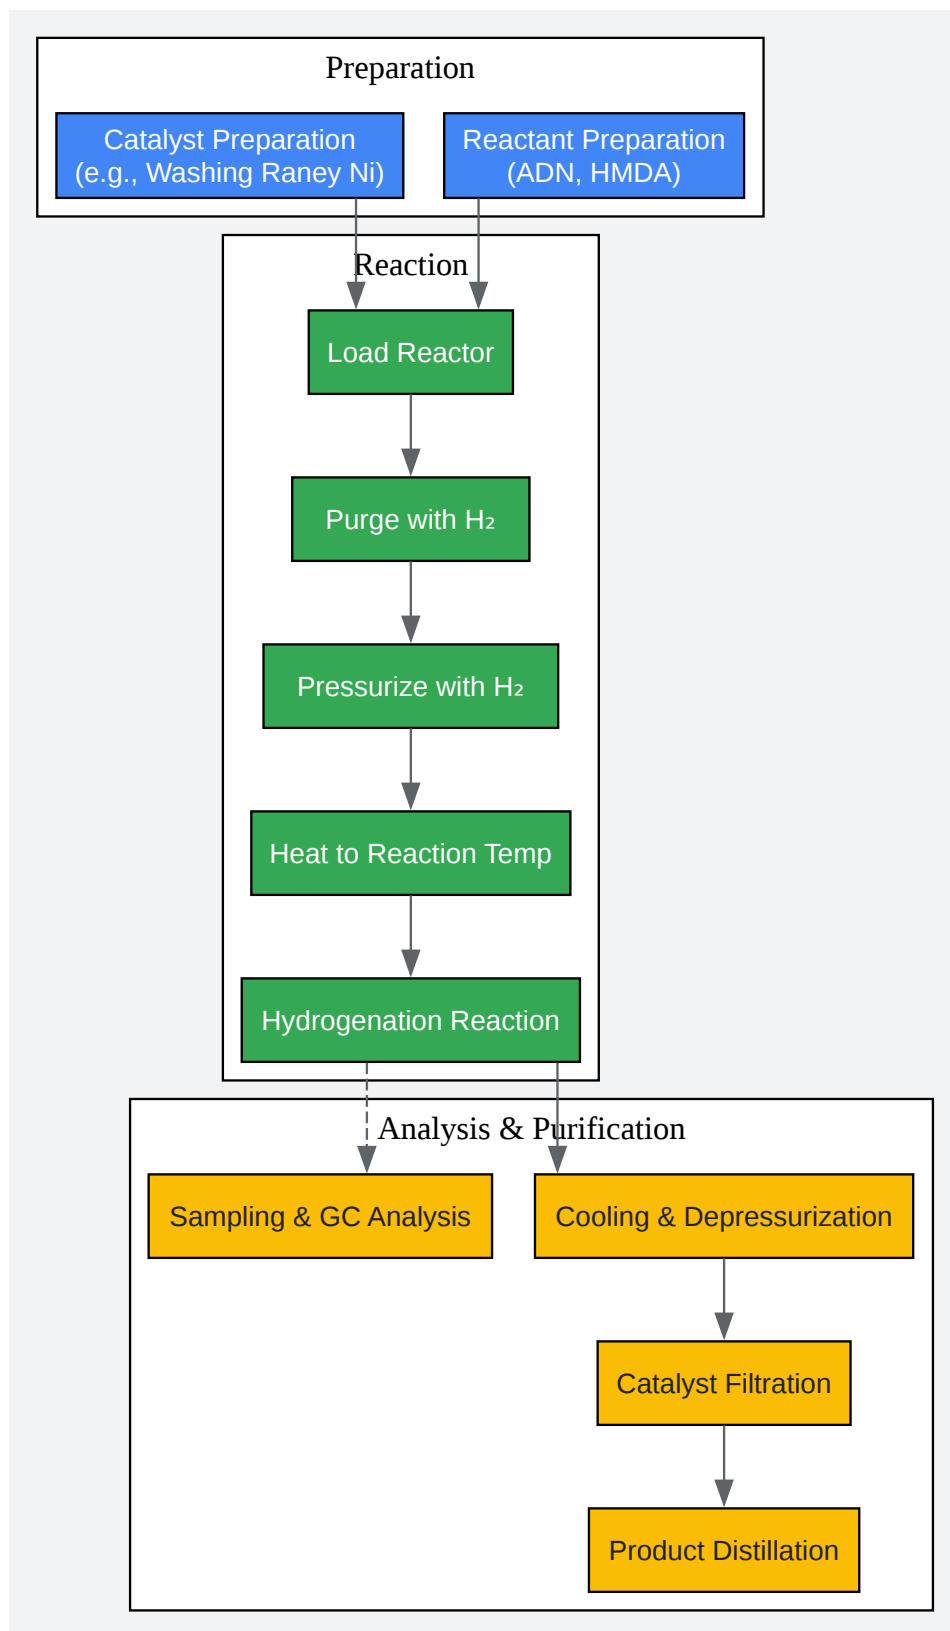 Preparation
Catalyst Preparation
(e.g., Washing Raney Ni)
Reactant Preparation
(ADN, HMDA)
Reaction
Load Reactor
Purge with H₂
Pressurize with H₂
Heat to Reaction Temp
Hydrogenation Reaction
Analysis & Purification
Sampling & GC Analysis
Cooling & Depressurization
Catalyst Filtration
Product Distillation